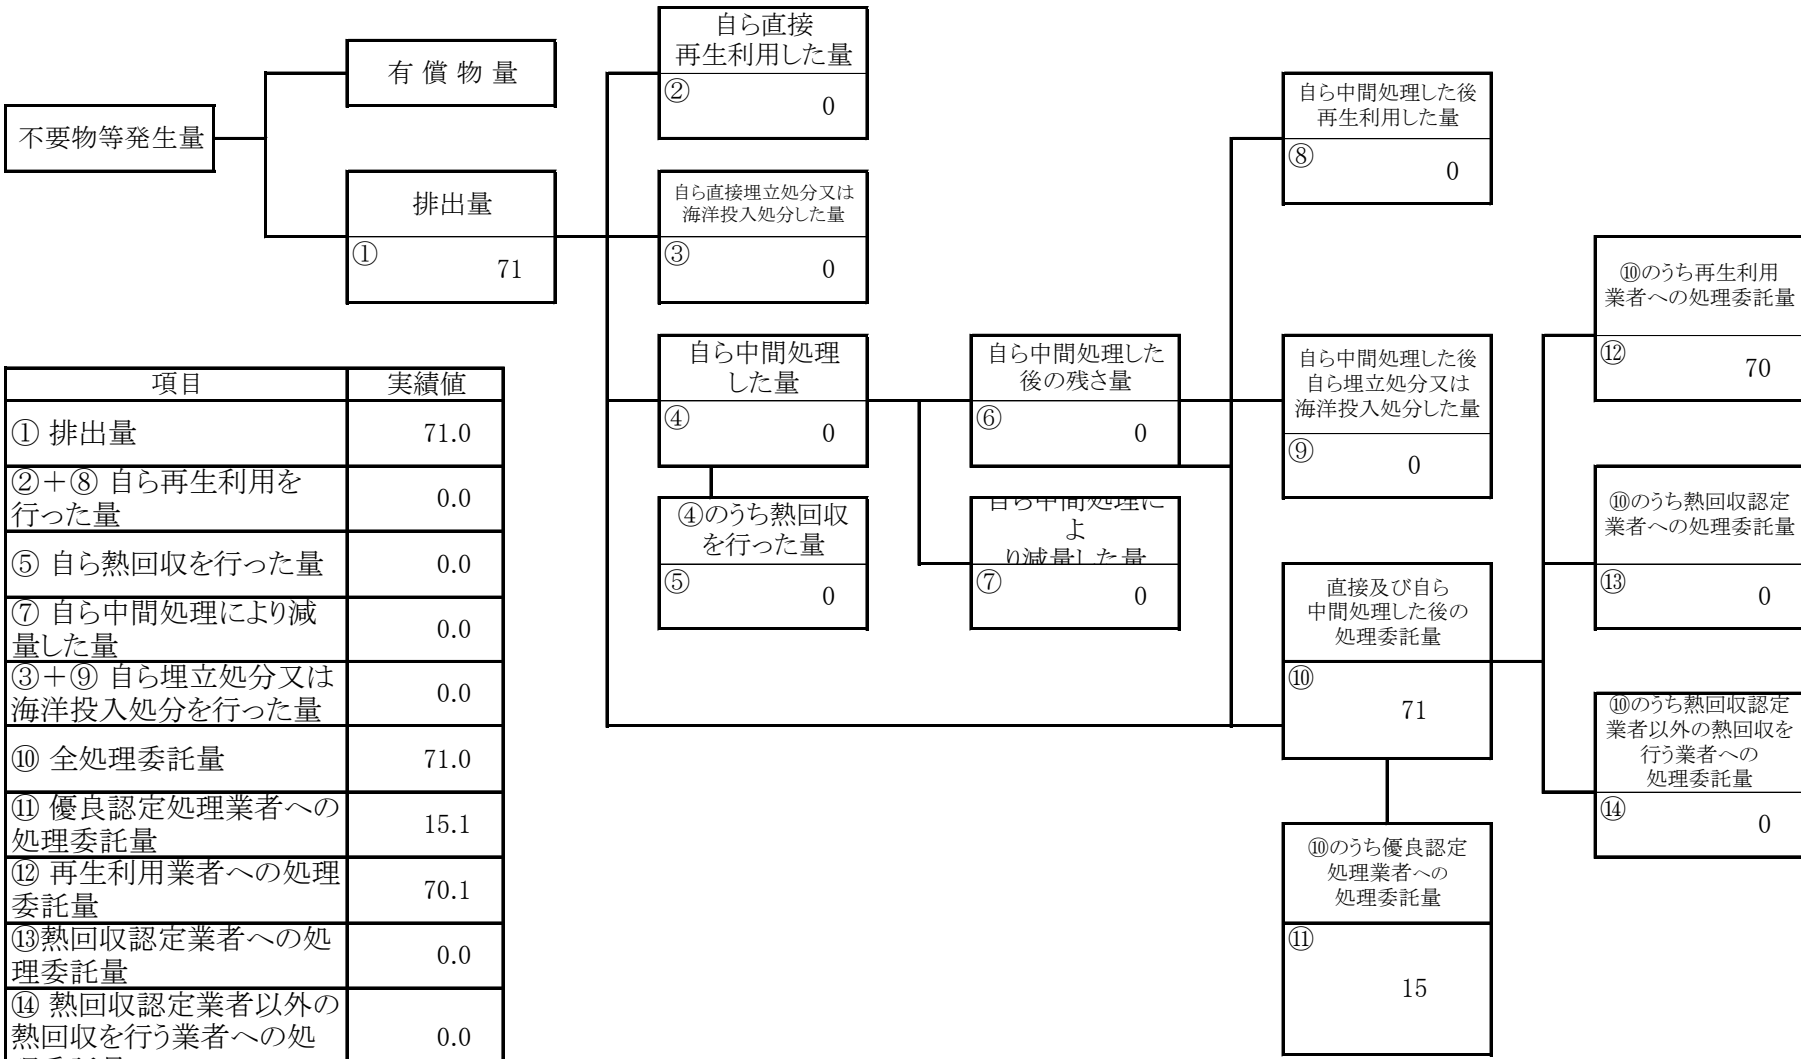 自ら直接
再生利用した量
②
0
有 償 物 量
不要物等発生量
排出量
①
71
自ら直接埋立処分又は
海洋投入処分した量
③
0
自ら中間処理した後
再生利用した量
⑧
0
自ら中間処理
した量
④
0
自ら中間処理した
後の残さ量
⑥
0
自ら中間処理した後
自ら埋立処分又は
海洋投入処分した量
⑨
0
④のうち熱回収
を行った量
⑤
0
自ら中間処理に
よ
り減量した量
⑦
0
直接及び自ら
中間処理した後の
処理委託量
⑩
71
⑩のうち優良認定
処理業者への
処理委託量
⑪
15
⑩のうち再生利用
業者への処理委託量
⑫
70
⑩のうち熱回収認定
業者への処理委託量
⑬
0
⑩のうち熱回収認定
業者以外の熱回収を
行う業者への
処理委託量
⑭
0
項目 実績値
① 排出量 71.0
②＋⑧ 自ら再生利用を
行った量 0.0
⑤ 自ら熱回収を行った量 0.0
⑦ 自ら中間処理により減
量した量 0.0
③＋⑨ 自ら埋立処分又は
海洋投入処分を行った量 0.0
⑩ 全処理委託量 71.0
⑪ 優良認定処理業者への
処理委託量 15.1
⑫ 再生利用業者への処理
委託量 70.1
⑬熱回収認定業者への処
理委託量 0.0
⑭ 熱回収認定業者以外の
熱回収を行う業者への処 0.0